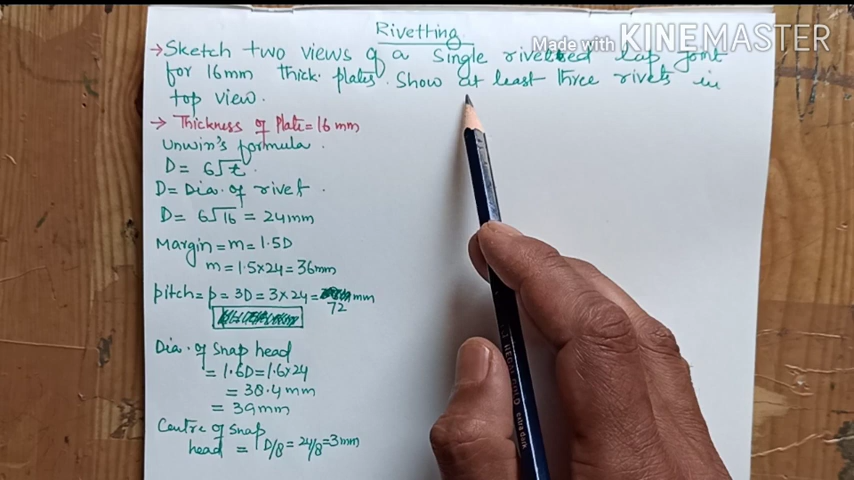 Rivetting
Made with KINEMASTER
→ Sketch two views of a single riveted lap joint
for 16mm thick plates. Show at least three rivets in
top view.
→ Thickness of Plate = 16 mm
Unwin's formula.
D = 6√t.
D = Dia. of rivet.
D = 6√16 = 24mm
Margin = m = 1.5D
m = 1.5×24 = 36mm
Pitch = p = 3D = 3×24 = mm
72
Dia. of Snap head
= 1.6D = 1.6×24
= 38.4mm
= 39mm
Centre of Snap
head = D/8 = 24/8 = 3mm